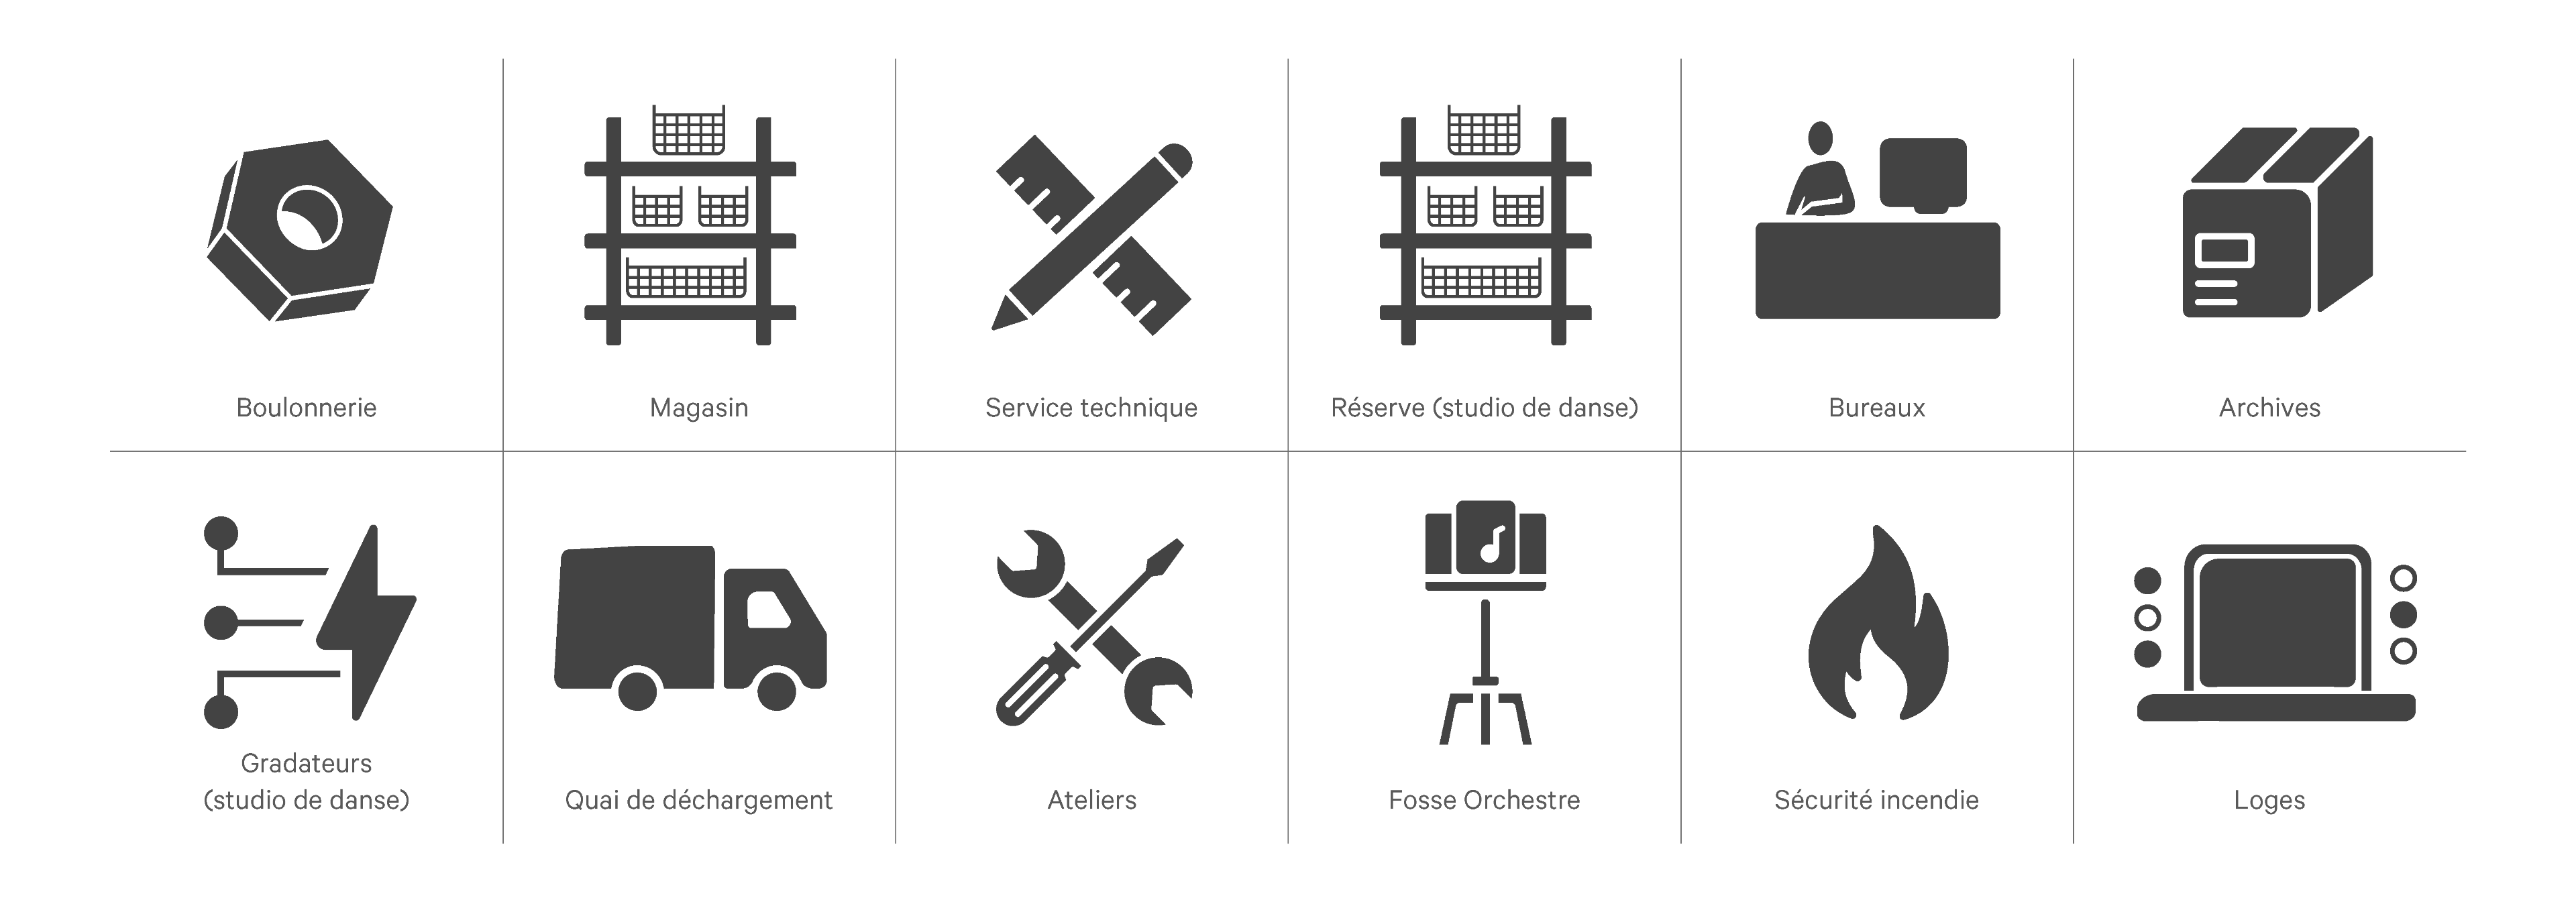 Boulonnerie
Magasin
Service technique
Réserve (studio de danse)
Bureaux
Archives
Gradateurs
(studio de danse)
Quai de déchargement
Ateliers
Fosse Orchestre
Sécurité incendie
Loges